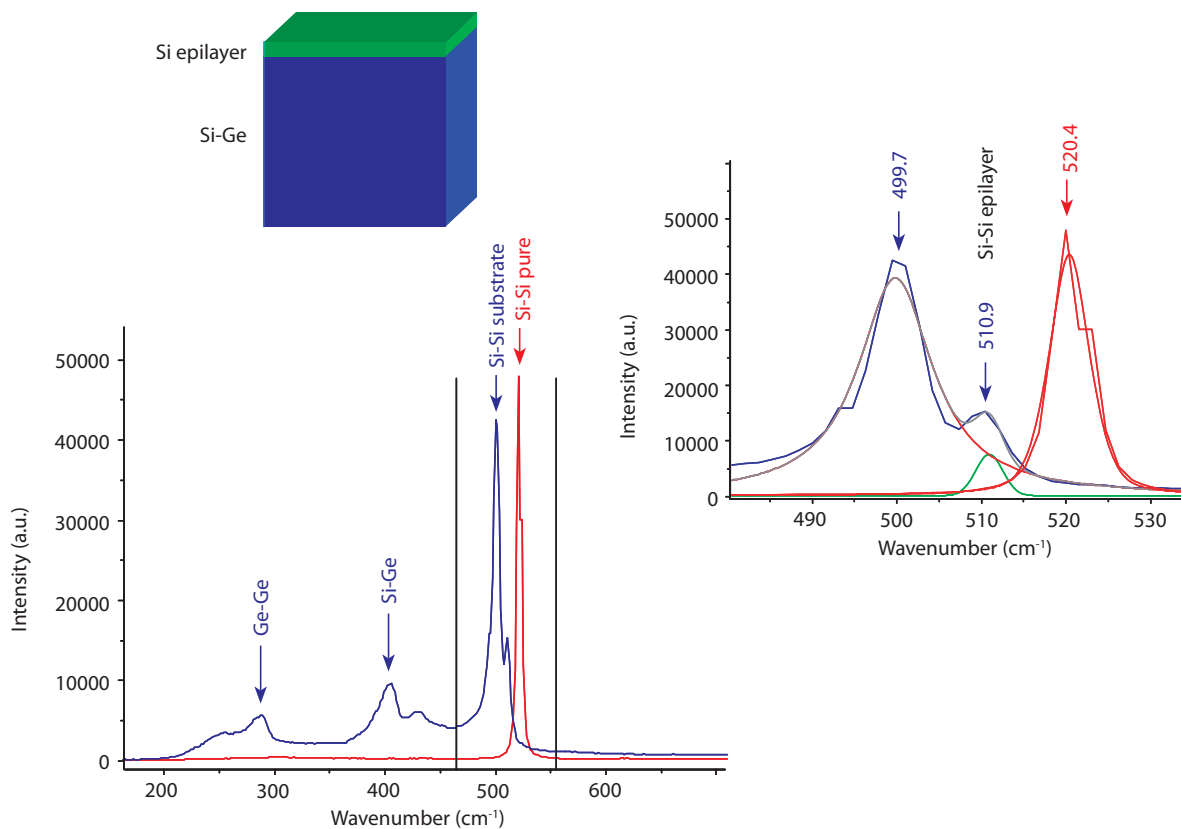 Si epilayer
Si-Ge
Intensity (a.u.)
50000
40000
30000
20000
10000
0
Ge-Ge
Si-Ge
Si-Si substrate
Si-Si pure
200
300
400
500
600
Wavenumber (cm⁻¹)
Intensity (a.u.)
50000
40000
30000
20000
10000
0
499.7
Si-Si epilayer
510.9
520.4
490
500
510
520
530
Wavenumber (cm⁻¹)